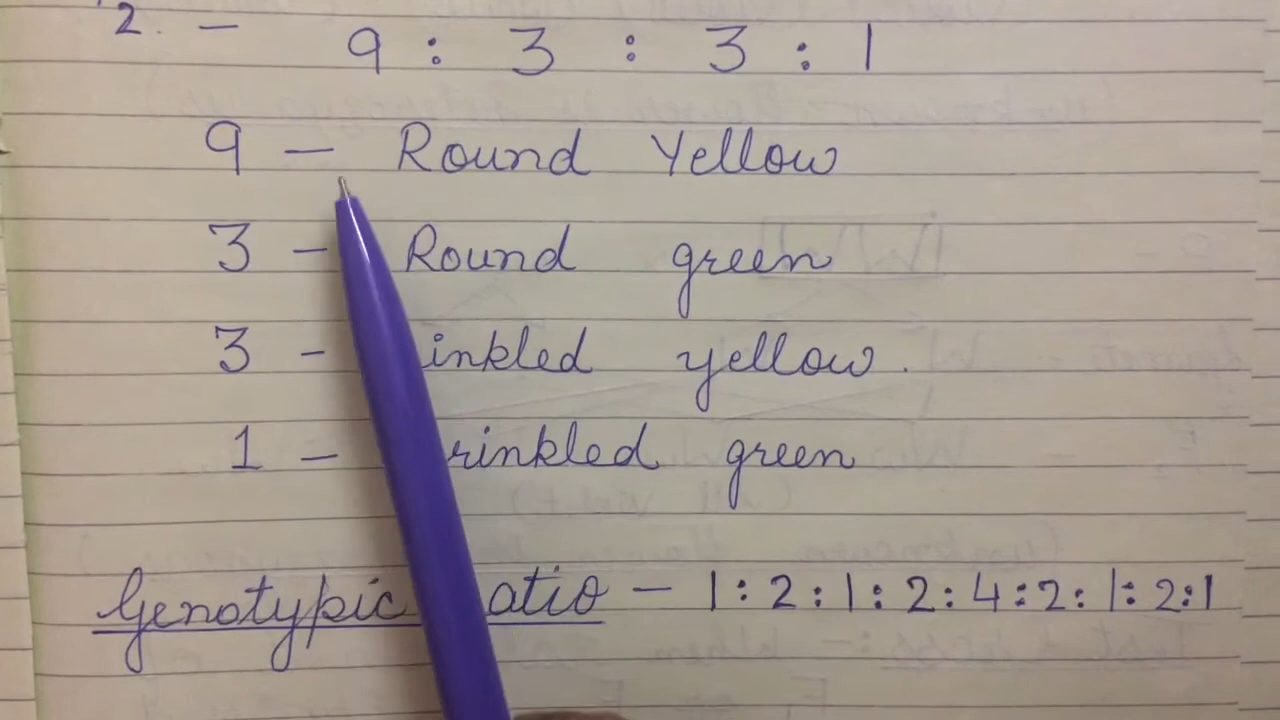 2. -
9 : 3 : 3 : 1
9 - Round Yellow
3 - Round green
3 - inkled yellow.
1 - rinkled green
Genotypic atio - 1:2:1:2:4:2:1:2:1